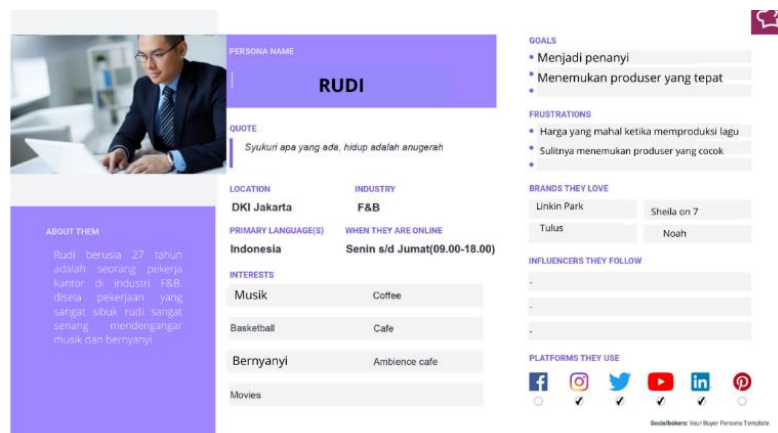 PERSONA NAME
RUDI
QUOTE
Syukuri apa yang ada, hidup adalah anugerah
LOCATION
DKI Jakarta
INDUSTRY
F&B
PRIMARY LANGUAGE(S)
Indonesia
WHEN THEY ARE ONLINE
Senin s/d Jumat(09.00-18.00)
INTERESTS
Musik
Coffee
Basketball
Cafe
Bernyanyi
Ambience cafe
Movies
ABOUT THEM
Rudi berusia 27 tahun
adalah seorang pekerja
kantor di industri F&B.
disela pekerjaan yang
sangat sibuk rudi sangat
senang mendengangar
musik dan bernyanyi
GOALS
Menjadi penanyi
Menemukan produser yang tepat
FRUSTRATIONS
Harga yang mahal ketika memproduksi lagu
Sulitnya menemukan produser yang cocok
BRANDS THEY LOVE
Linkin Park
Sheila on 7
Tulus
Noah
INFLUENCERS THEY FOLLOW
-
-
-
PLATFORMS THEY USE
Socialbakers: Your Buyer Persona Template